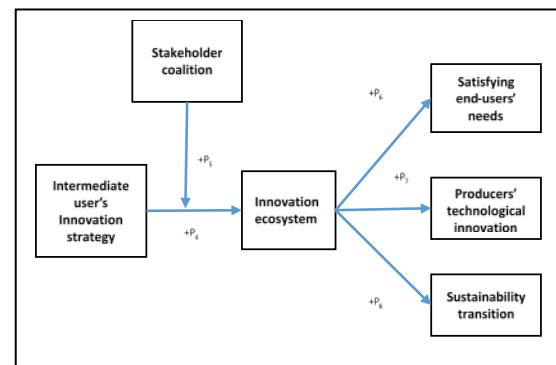 Stakeholder
coalition
+P5
Intermediate
user's
Innovation
strategy
+P4
Innovation
ecosystem
+P6
Satisfying
end-users'
needs
+P7
Producers'
technological
innovation
+P8
Sustainability
transition